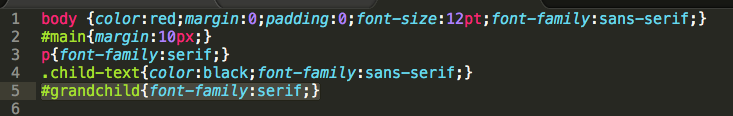 1 body {color:red;margin:0;padding:0;font-size:12pt;font-family:sans-serif;}
2 #main{margin:10px;}
3 p{font-family:serif;}
4 .child-text{color:black;font-family:sans-serif;}
5 #grandchild{font-family:serif;}
6